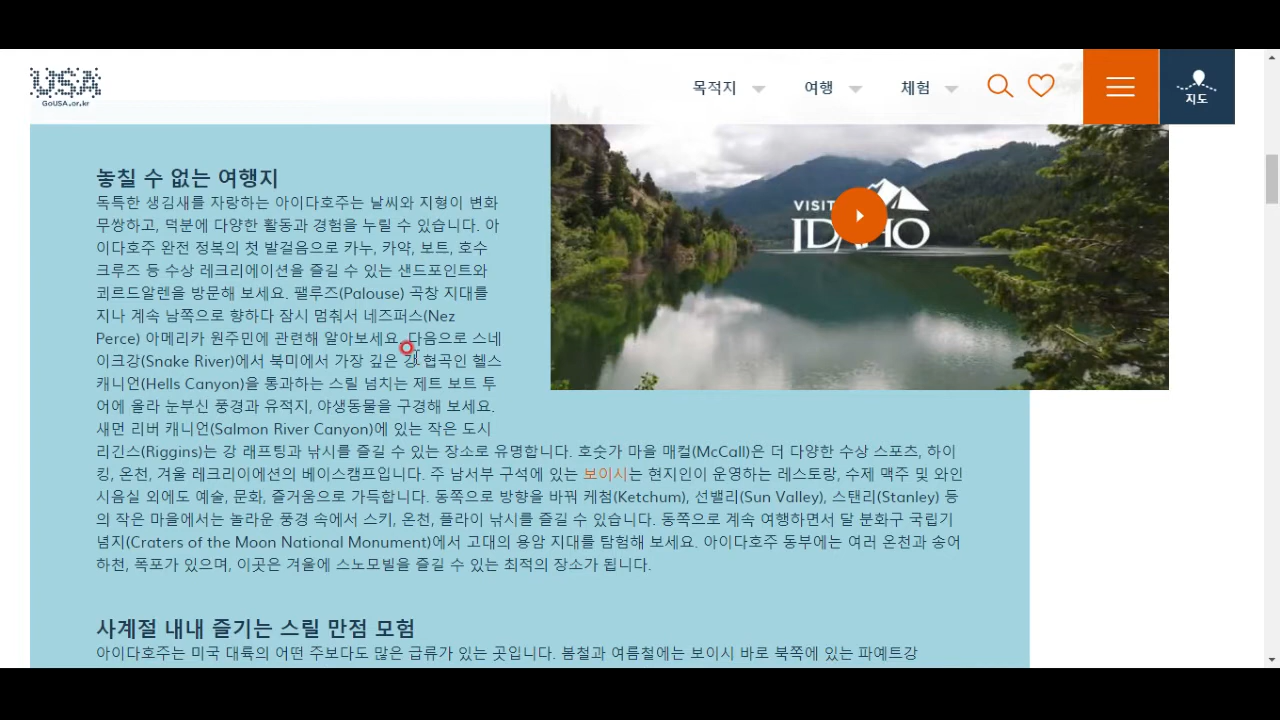 USA
GoUSA.or.kr
목적지
여행
체험
지도
VISIT
IDAHO
놓칠 수 없는 여행지
독특한 생김새를 자랑하는 아이다호주는 날씨와 지형이 변화
무쌍하고, 덕분에 다양한 활동과 경험을 누릴 수 있습니다. 아
이다호주 완전 정복의 첫 발걸음으로 카누, 카약, 보트, 호수
크루즈 등 수상 레크리에이션을 즐길 수 있는 샌드포인트와
쾨르드알렌을 방문해 보세요. 팰루즈(Palouse) 곡창 지대를
지나 계속 남쪽으로 향하다 잠시 멈춰서 네즈퍼스(Nez
Perce) 아메리카 원주민에 관련해 알아보세요. 다음으로 스네
이크강(Snake River)에서 북미에서 가장 깊은 강 협곡인 헬스
캐니언(Hells Canyon)을 통과하는 스릴 넘치는 제트 보트 투
어에 올라 눈부신 풍경과 유적지, 야생동물을 구경해 보세요.
새먼 리버 캐니언(Salmon River Canyon)에 있는 작은 도시
리긴스(Riggins)는 강 래프팅과 낚시를 즐길 수 있는 장소로 유명합니다. 호숫가 마을 매컬(McCall)은 더 다양한 수상 스포츠, 하이
킹, 온천, 겨울 레크리이에션의 베이스캠프입니다. 주 남서부 구석에 있는 보이시는 현지인이 운영하는 레스토랑, 수제 맥주 및 와인
시음실 외에도 예술, 문화, 즐거움으로 가득합니다. 동쪽으로 방향을 바꿔 케첨(Ketchum), 선밸리(Sun Valley), 스탠리(Stanley) 등
의 작은 마을에서는 놀라운 풍경 속에서 스키, 온천, 플라이 낚시를 즐길 수 있습니다. 동쪽으로 계속 여행하면서 달 분화구 국립기
념지(Craters of the Moon National Monument)에서 고대의 용암 지대를 탐험해 보세요. 아이다호주 동부에는 여러 온천과 송어
하천, 폭포가 있으며, 이곳은 겨울에 스노모빌을 즐길 수 있는 최적의 장소가 됩니다.
사계절 내내 즐기는 스릴 만점 모험
아이다호주는 미국 대륙의 어떤 주보다도 많은 급류가 있는 곳입니다. 봄철과 여름철에는 보이시 바로 북쪽에 있는 파예트강